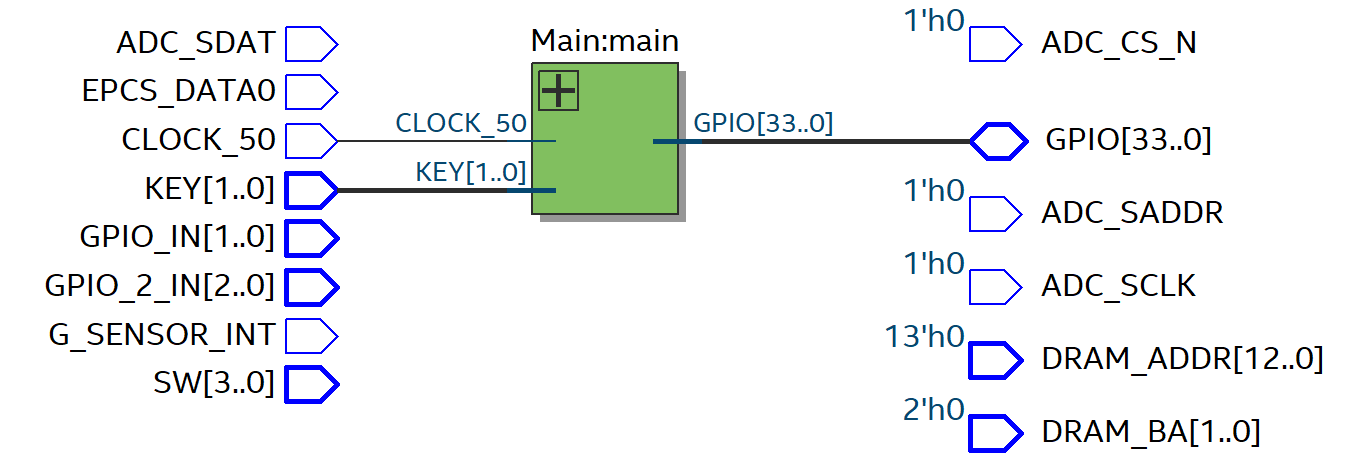 ADC_SDAT
EPCS_DATA0
CLOCK_50
KEY[1..0]
GPIO_IN[1..0]
GPIO_2_IN[2..0]
G_SENSOR_INT
SW[3..0]
Main:main
CLOCK_50
KEY[1..0]
GPIO[33..0]
1'h0
ADC_CS_N
GPIO[33..0]
1'h0
ADC_SADDR
1'h0
ADC_SCLK
13'h0
DRAM_ADDR[12..0]
2'h0
DRAM_BA[1..0]